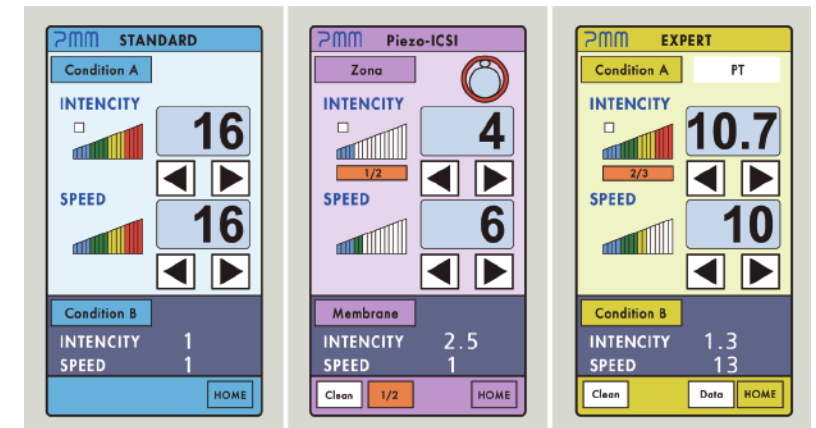 PMM STANDARD
Condition A
INTENCITY
16
SPEED
16
Condition B
INTENCITY 1
SPEED 1
HOME
PMM Piezo-ICSI
Zona
INTENCITY
4
1/2
SPEED
6
Membrane
INTENCITY 2.5
SPEED 1
Clean 1/2 HOME
PMM EXPERT
Condition A PT
INTENCITY
10.7
2/3
SPEED
10
Condition B
INTENCITY 1.3
SPEED 13
Clean Data HOME